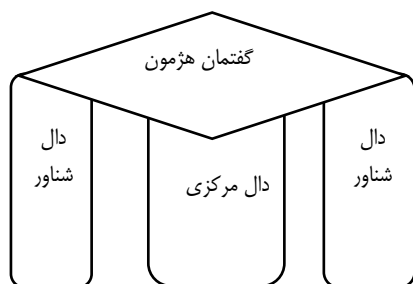 گفتمان هژمون
دال
شناور
دال مرکزی
دال
شناور